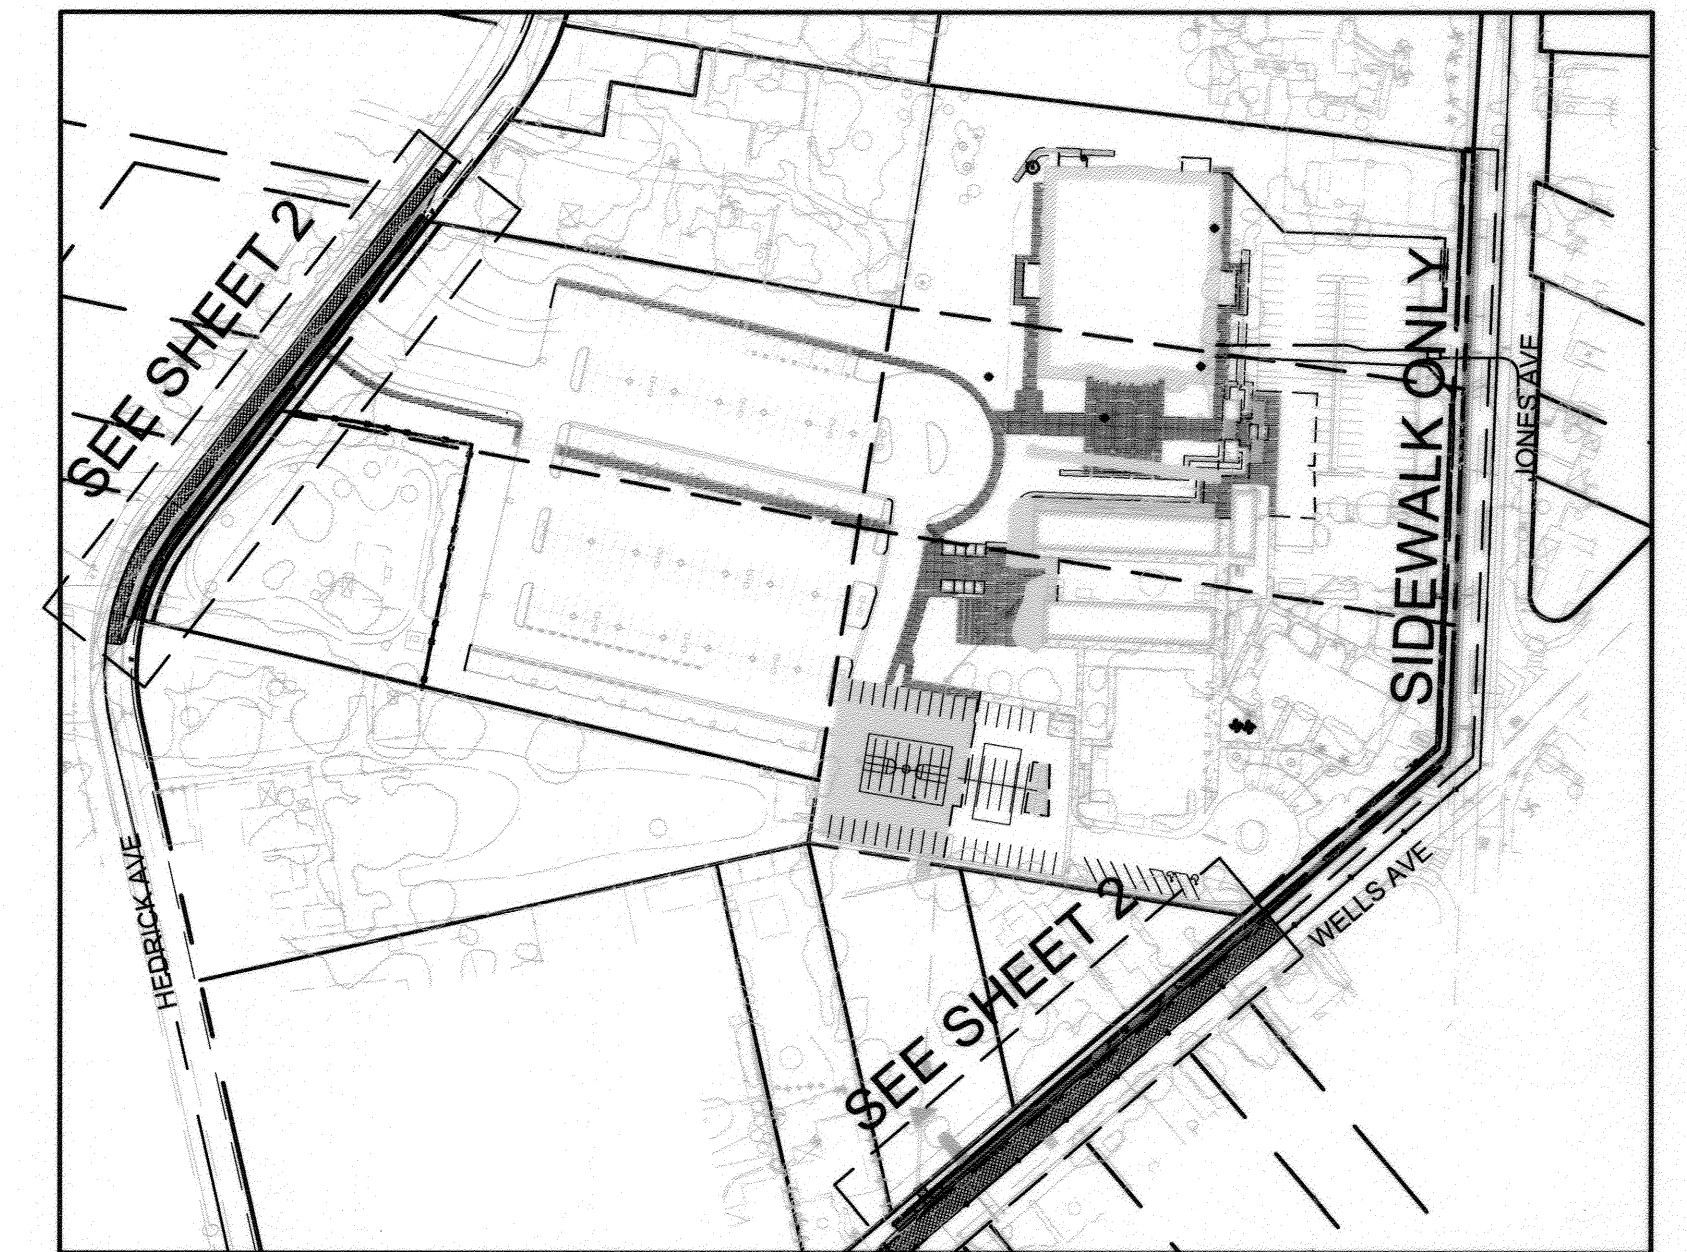 SEE SHEET 2
SIDEWALK ONLY
JONES AVE
HEDRICK AVE
SEE SHEET 2
WELLS AVE